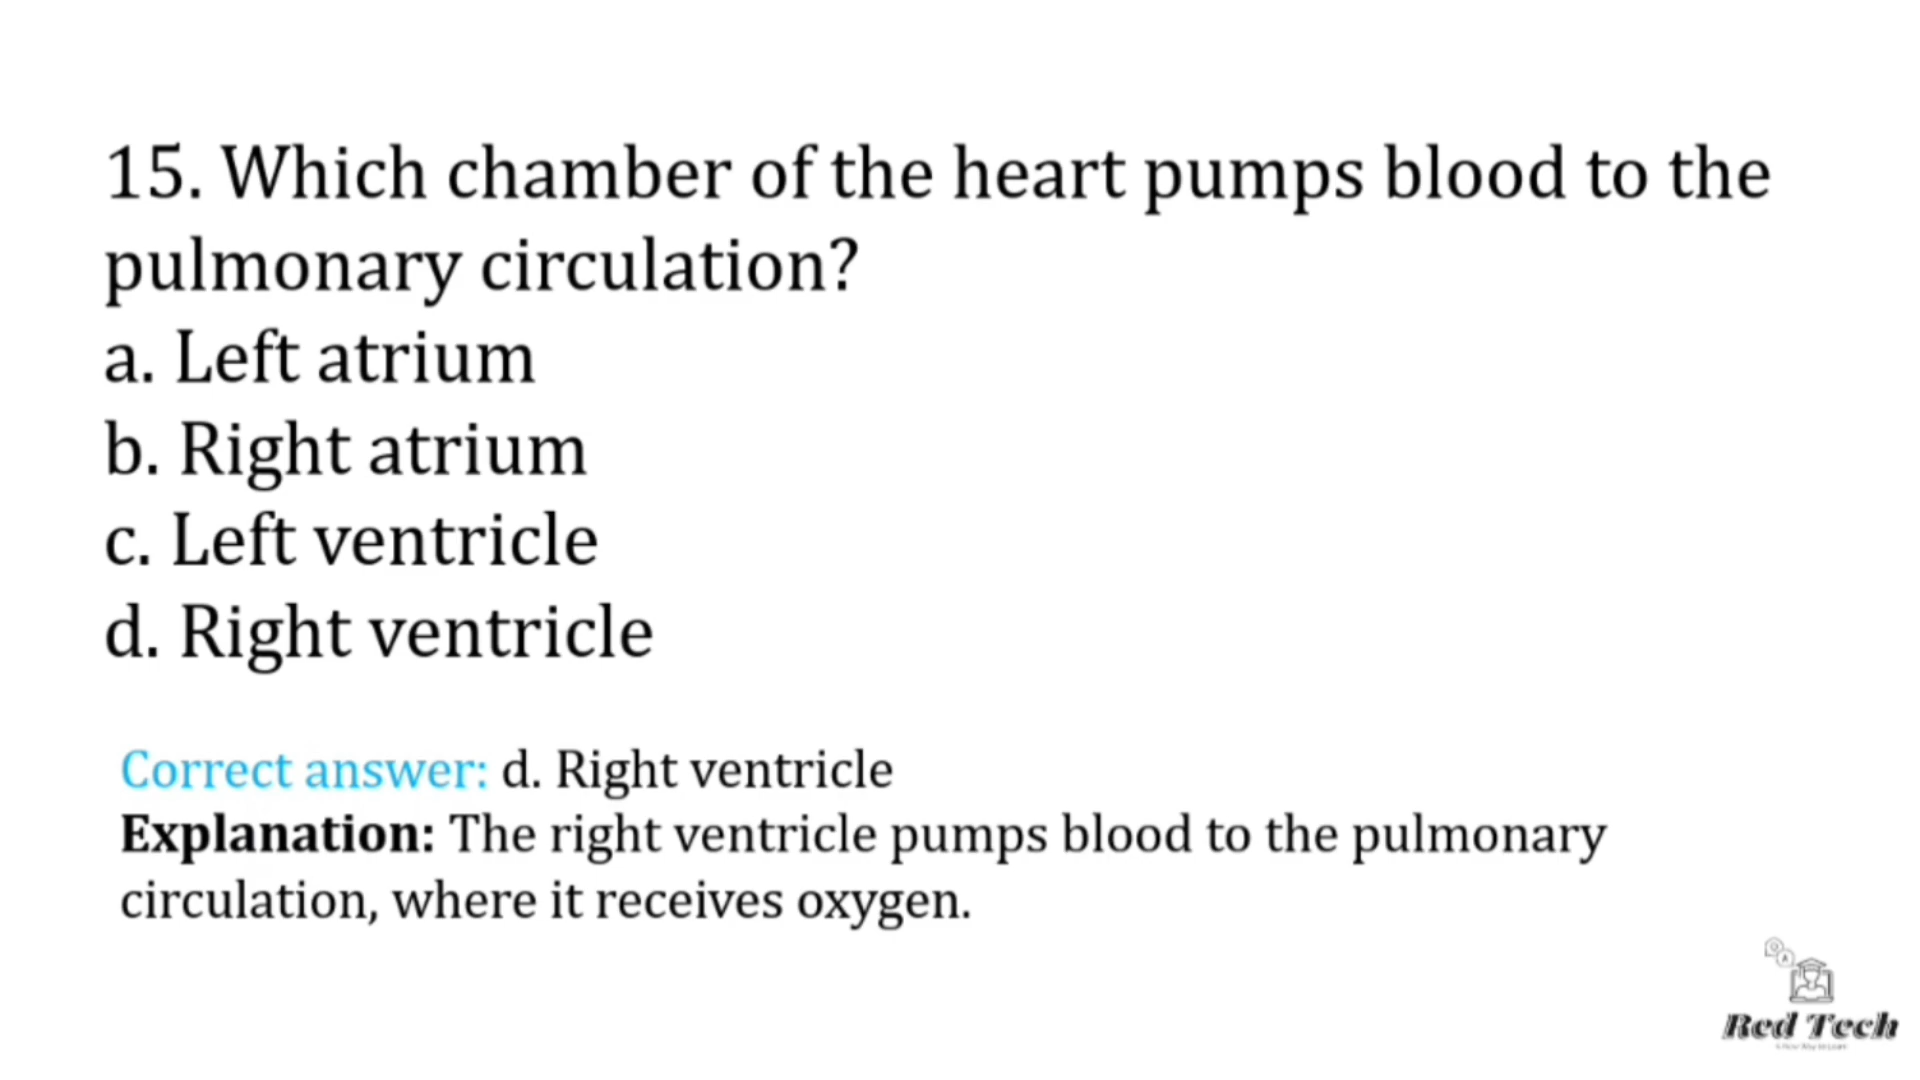 15. Which chamber of the heart pumps blood to the
pulmonary circulation?
a. Left atrium
b. Right atrium
c. Left ventricle
d. Right ventricle
Correct answer: d. Right ventricle
Explanation: The right ventricle pumps blood to the pulmonary
circulation, where it receives oxygen.
Red Tech